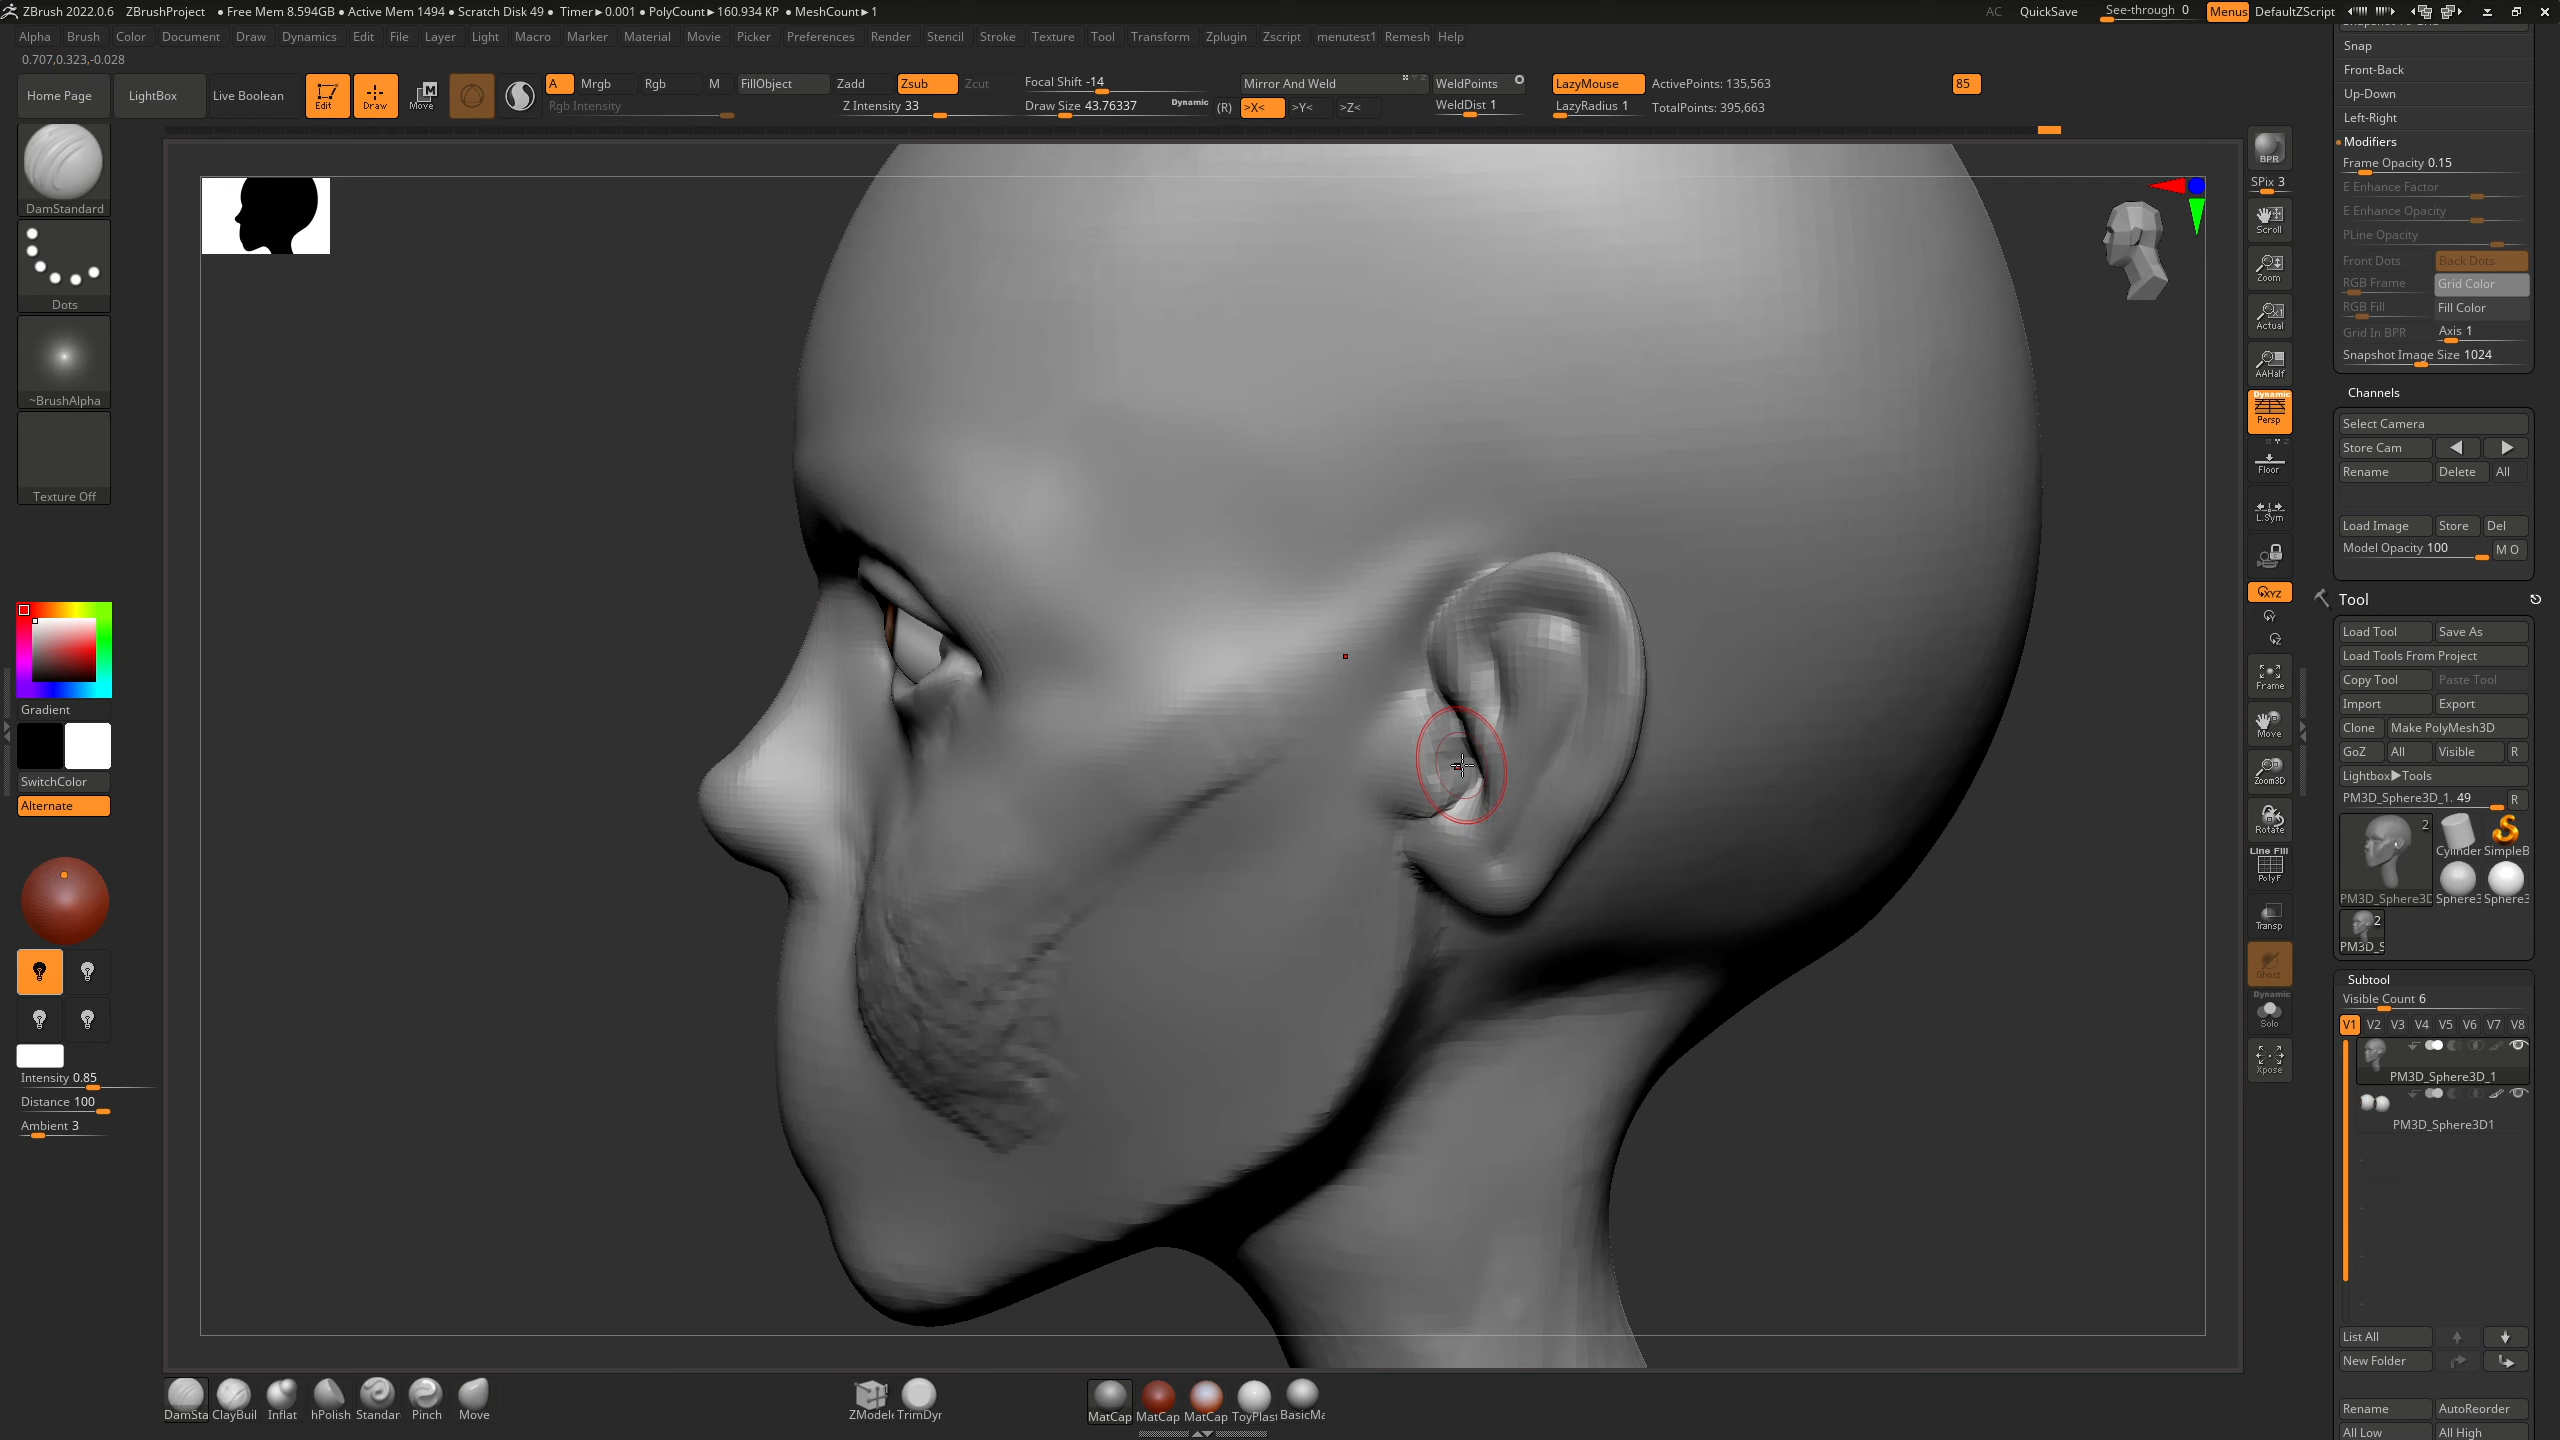 ZBrush 2022.0.6 ZBrushProject • Free Mem 8.594GB • Active Mem 1494 • Scratch Disk 49 • Timer▸0.001 • PolyCount▸160.934 KP • MeshCount▸1 AC QuickSave See-through 0 Menus DefaultZScript
Alpha Brush Color Document Draw Dynamics Edit File Layer Light Macro Marker Material Movie Picker Preferences Render Stencil Stroke Texture Tool Transform Zplugin Zscript menutest1 Remesh Help
0.707,0.323,-0.028
Home Page LightBox Live Boolean Edit Draw Move
A Mrgb Rgb M FillObject Zadd Zsub Zcut Focal Shift -14 Mirror And Weld WeldPoints LazyMouse ActivePoints: 135,563 85
Rgb Intensity Z Intensity 33 Draw Size 43.76337 Dynamic (R) >X< >Y< >Z< WeldDist 1 LazyRadius 1 TotalPoints: 395,663
DamStandard
Dots
~BrushAlpha
Texture Off
Gradient
SwitchColor
Alternate
Intensity 0.85
Distance 100
Ambient 3
BPR
SPix 3
Scroll
Zoom
Actual
AAHalf
Dynamic
Persp
Floor
L.Sym
XYZ
Frame
Move
Zoom3D
Rotate
Line Fill
PolyF
Transp
Ghost
Dynamic
Solo
Xpose
Snap
Front-Back
Up-Down
Left-Right
Modifiers
Frame Opacity 0.15
E Enhance Factor
E Enhance Opacity
PLine Opacity
Front Dots Back Dots
RGB Frame Grid Color
RGB Fill Fill Color
Grid In BPR Axis 1
Snapshot Image Size 1024
Channels
Select Camera
Store Cam
Rename Delete All
Load Image Store Del
Model Opacity 100 M O
Tool
Load Tool Save As
Load Tools From Project
Copy Tool Paste Tool
Import Export
Clone Make PolyMesh3D
GoZ All Visible R
Lightbox▶Tools
PM3D_Sphere3D_1. 49 R
2
Cylinder SimpleB
PM3D_Sphere3D Sphere3 Sphere3
2
PM3D_S
Subtool
Visible Count 6
V1 V2 V3 V4 V5 V6 V7 V8
PM3D_Sphere3D_1
PM3D_Sphere3D1
List All
New Folder
Rename AutoReorder
All Low All High
DamSta ClayBuil Inflat hPolish Standar Pinch Move ZModele TrimDyr MatCap MatCap MatCap ToyPlast BasicMa